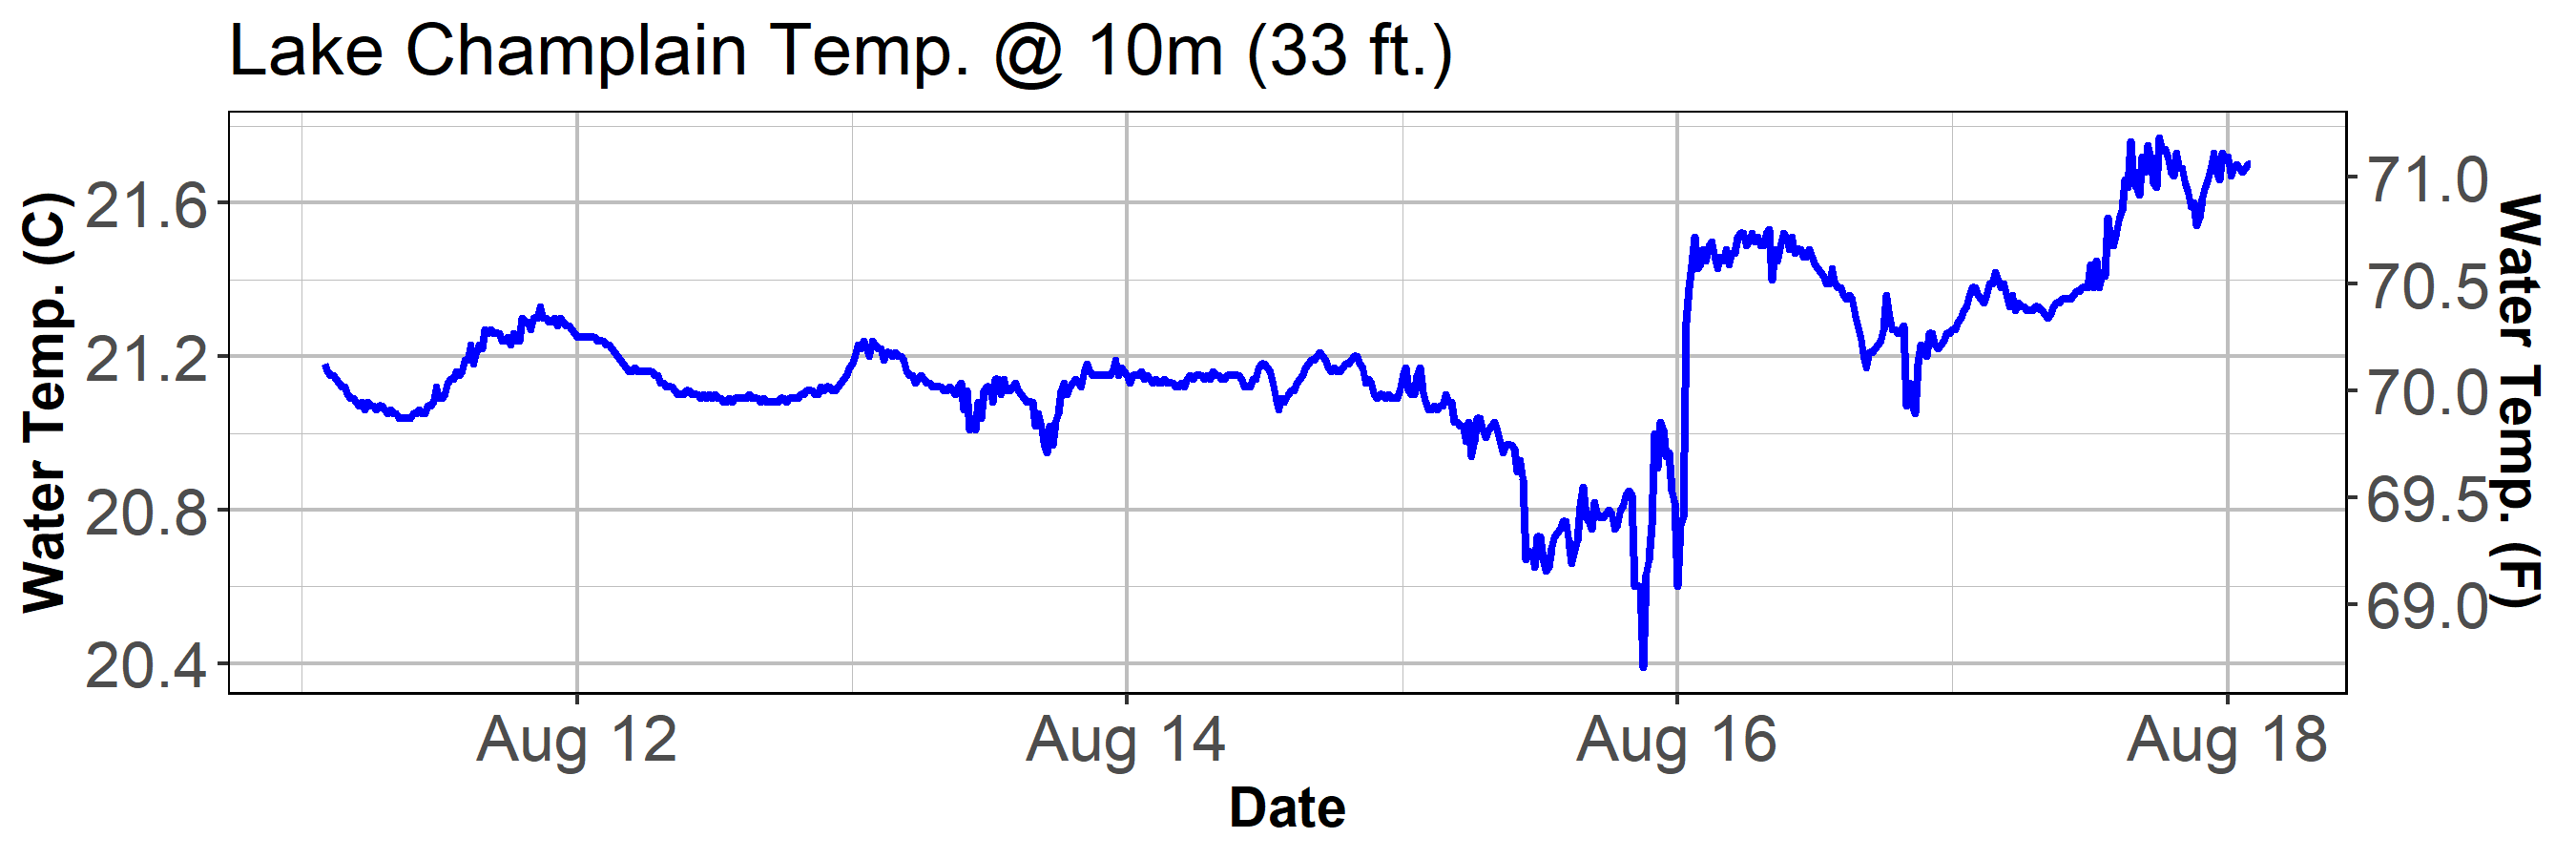 Lake Champlain Temp. @ 10m (33 ft.)
Water Temp. (C)
21.6
21.2
20.8
20.4
71.0
70.5
70.0
69.5
69.0
Water Temp. (F)
Aug 12
Aug 14
Aug 16
Aug 18
Date